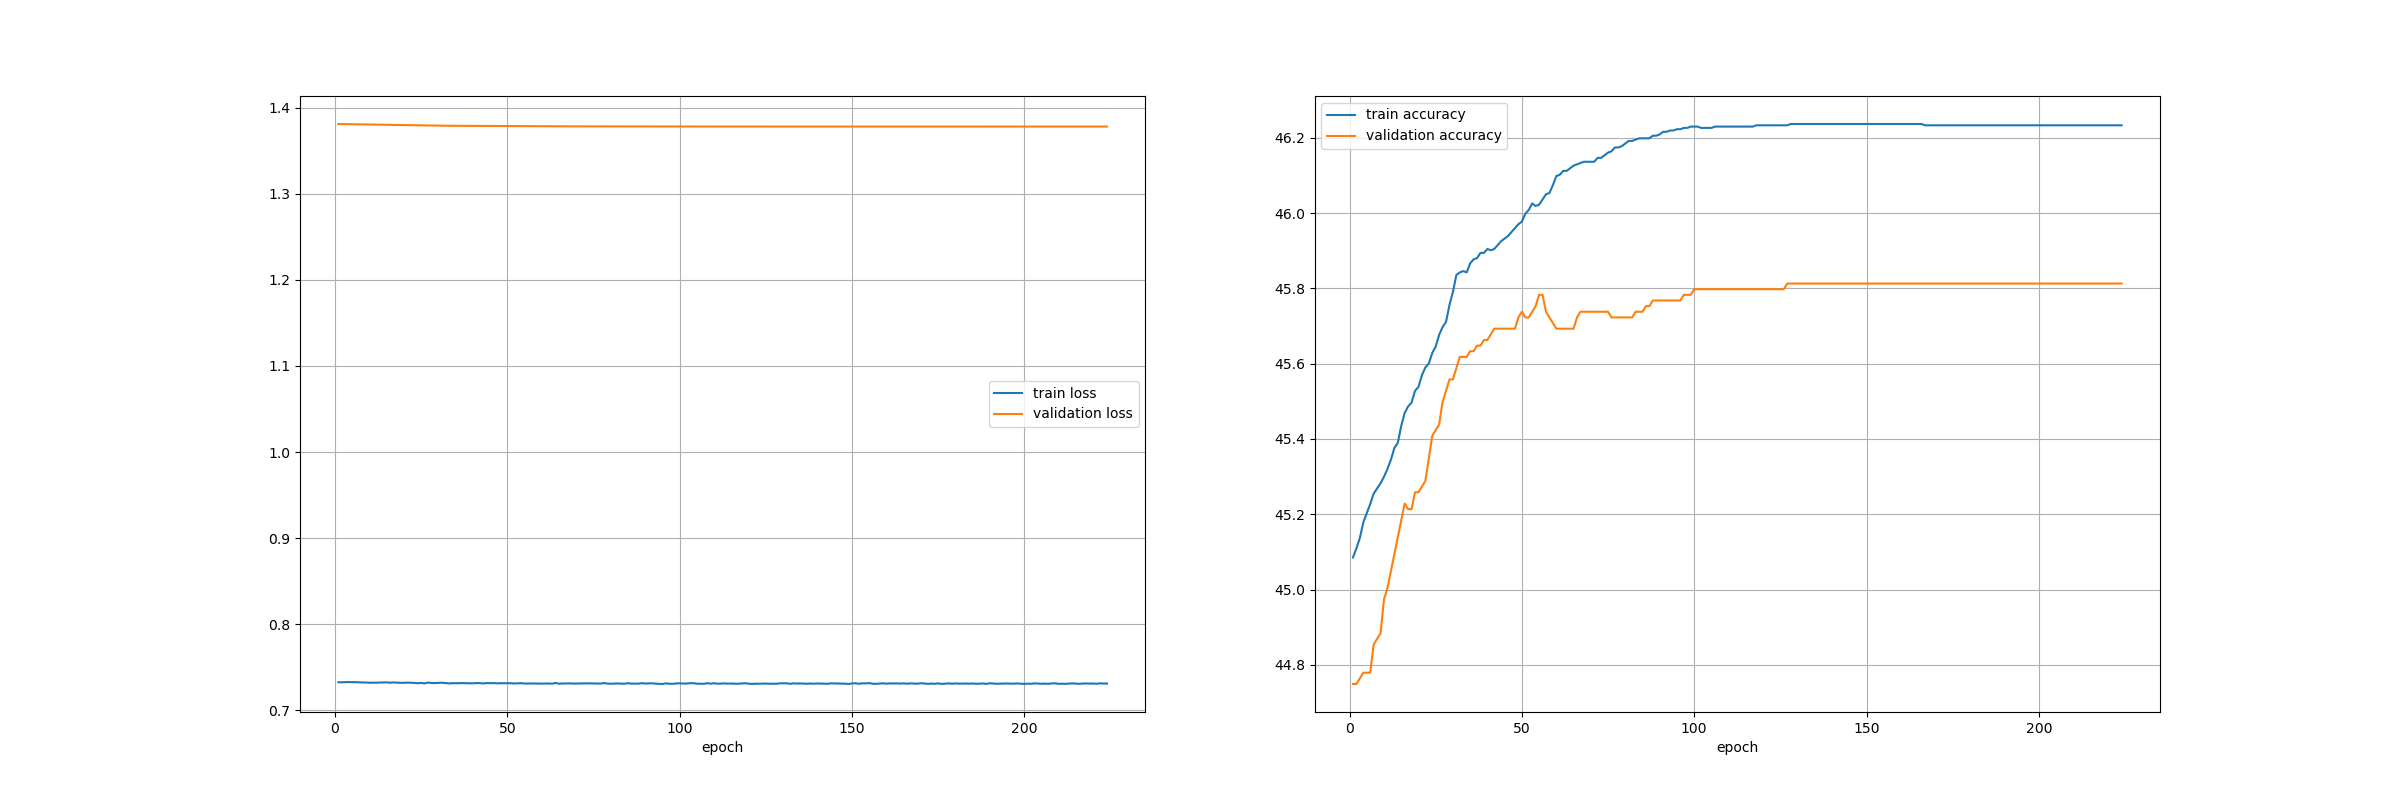 1.4
1.3
1.2
1.1
1.0
0.9
0.8
0.7
0 50 100 150 200
epoch
train loss
validation loss
46.2
46.0
45.8
45.6
45.4
45.2
45.0
44.8
0 50 100 150 200
epoch
train accuracy
validation accuracy